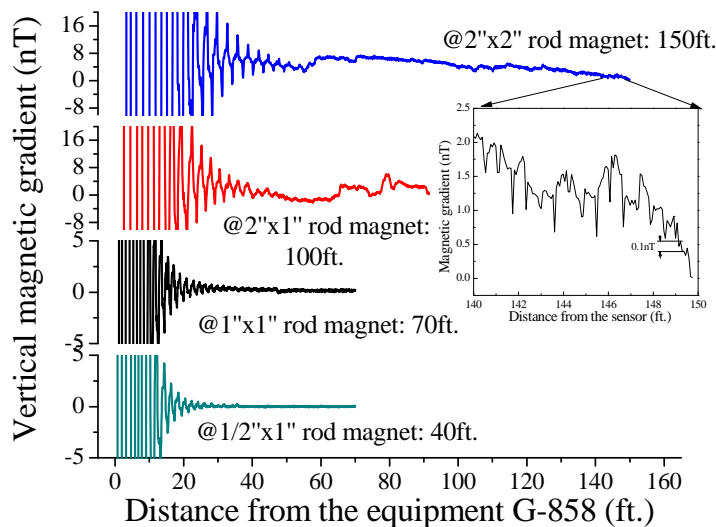 Vertical magnetic gradient (nT)
16
8
0
-8
@2"x2" rod magnet: 150ft.
16
8
0
-8
@2"x1" rod magnet:
100ft.
5
0
-5
@1"x1" rod magnet: 70ft.
5
0
-5
@1/2"x1" rod magnet: 40ft.
0 20 40 60 80 100 120 140 160
Distance from the equipment G-858 (ft.)
Magnetic gradient (nT)
2.5
2.0
1.5
1.0
0.5
0.0
0.1nT
140 142 144 146 148 150
Distance from the sensor (ft.)